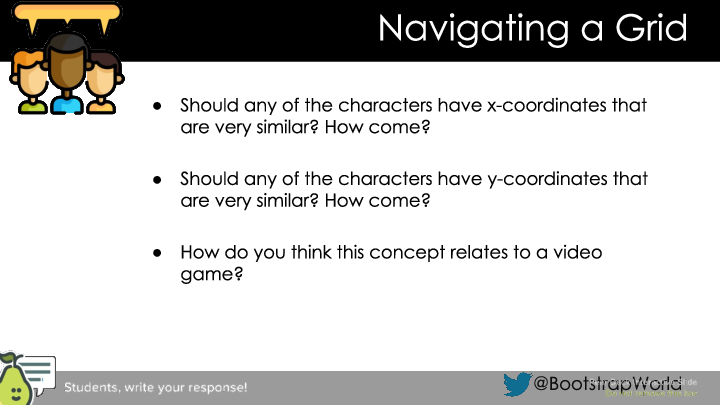 Navigating a Grid
● Should any of the characters have x-coordinates that
are very similar? How come?
● Should any of the characters have y-coordinates that
are very similar? How come?
● How do you think this concept relates to a video
game?
Students, write your response!
@BootstrapWorld